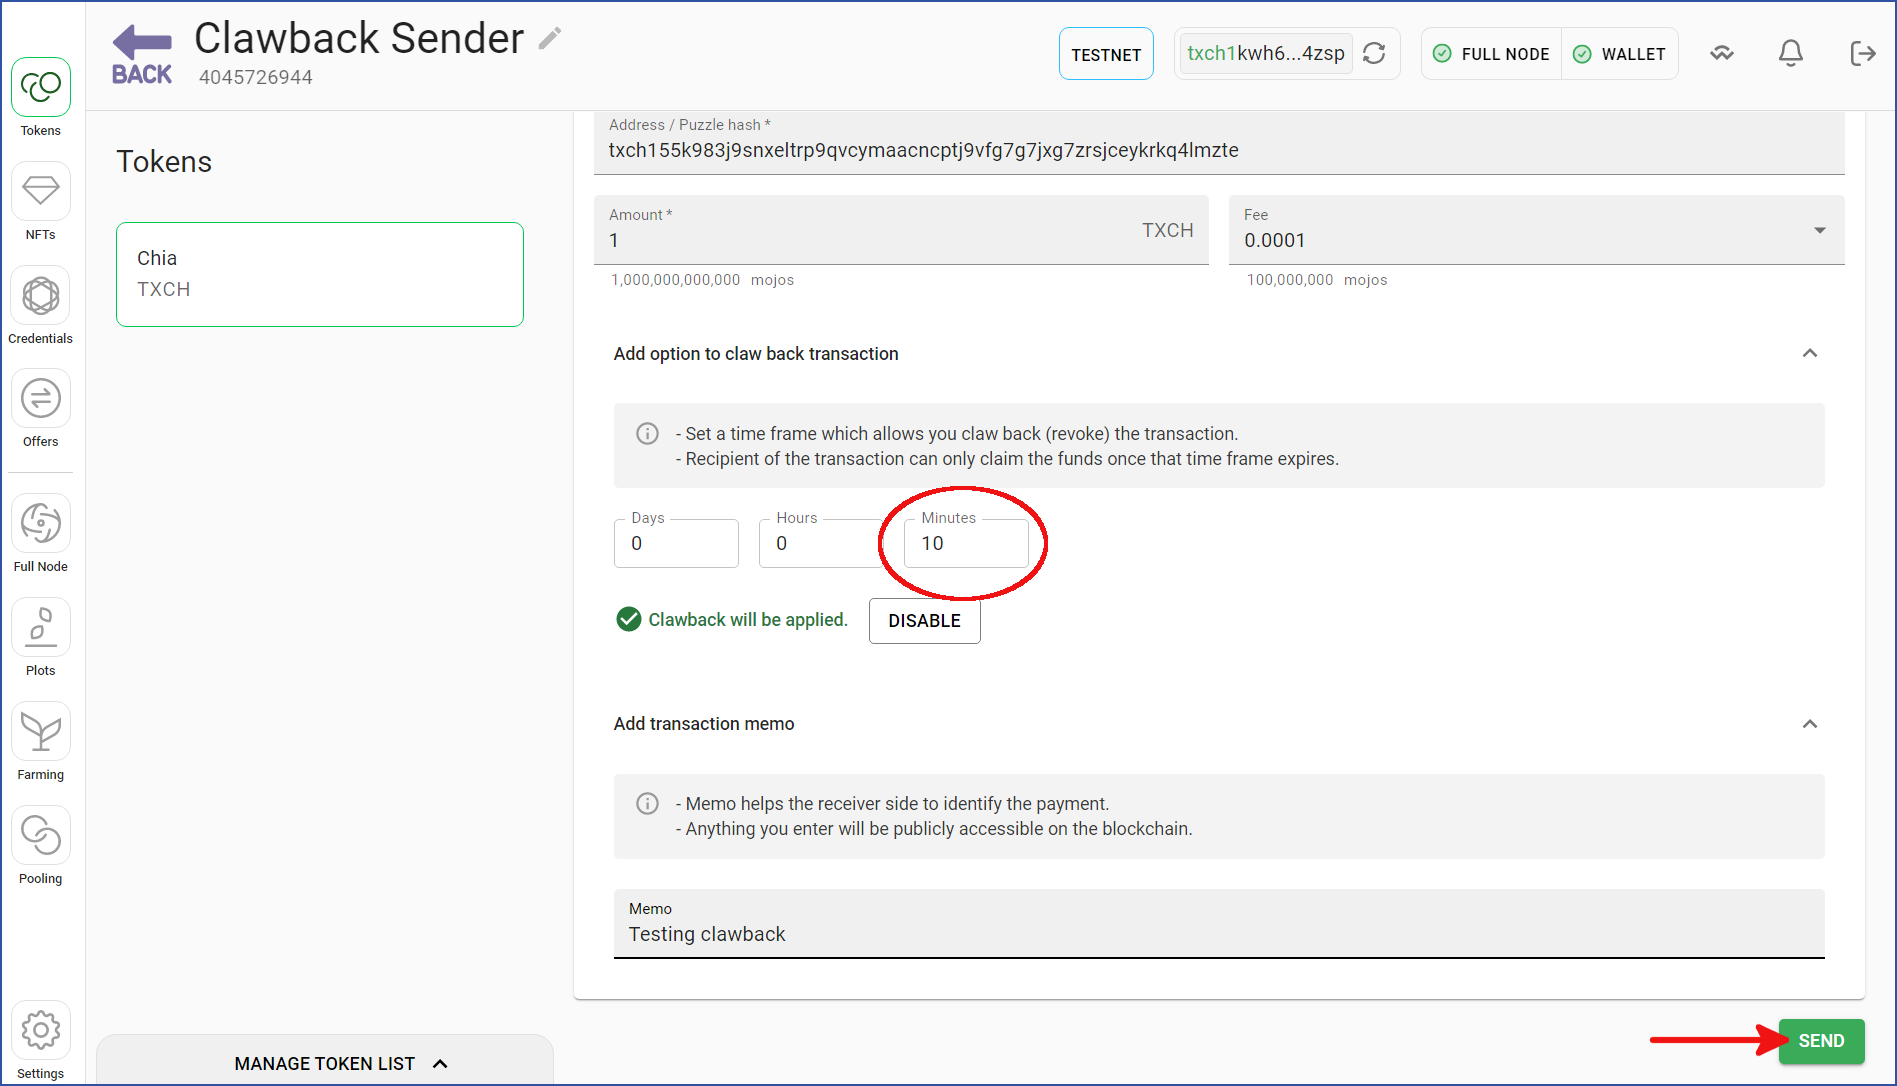 BACK
Clawback Sender
4045726944
TESTNET
txch1kwh6...4zsp
FULL NODE
WALLET
Tokens
NFTs
Credentials
Offers
Full Node
Plots
Farming
Pooling
Settings
Tokens
Chia
TXCH
MANAGE TOKEN LIST
Address / Puzzle hash *
txch155k983j9snxeltrp9qvcymaacncptj9vfg7g7jxg7zrsjceykrkq4lmzte
Amount *
1 TXCH
1,000,000,000,000 mojos
Fee
0.0001
100,000,000 mojos
Add option to claw back transaction
- Set a time frame which allows you claw back (revoke) the transaction.
- Recipient of the transaction can only claim the funds once that time frame expires.
Days
0
Hours
0
Minutes
10
Clawback will be applied.
DISABLE
Add transaction memo
- Memo helps the receiver side to identify the payment.
- Anything you enter will be publicly accessible on the blockchain.
Memo
Testing clawback
SEND